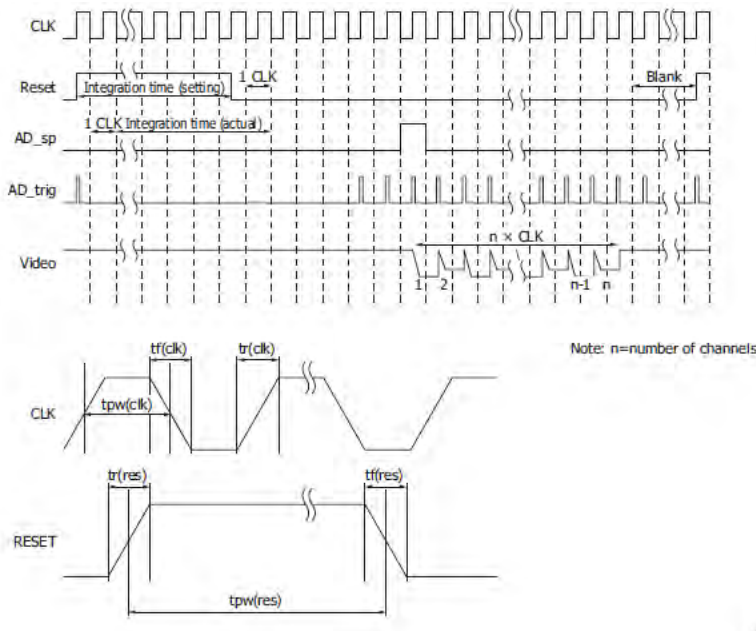 CLK
Reset
Integration time (setting)
1 CLK
Blank
1 CLK Integration time (actual)
AD_sp
AD_trig
n × CLK
Video
1 2 n-1 n
Note: n=number of channels
tf(clk) tr(clk)
tpw(clk)
CLK
tr(res) tf(res)
RESET
tpw(res)